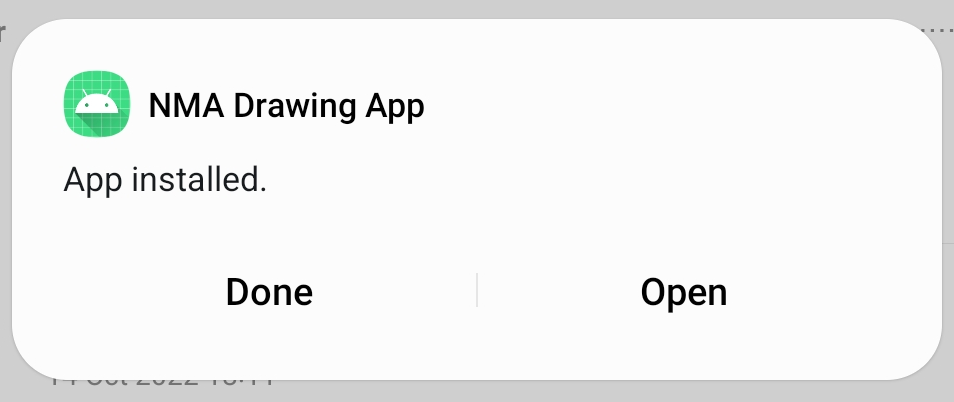 NMA Drawing App
App installed.
Done
Open